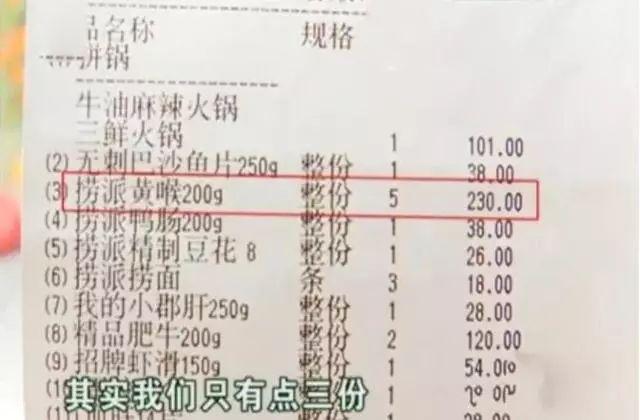 品名称 规格
拼锅
牛油麻辣火锅
三鲜火锅 1 101.00
(2) 无刺巴沙鱼片250g 整份 1 38.00
(3) 捞派黄喉200g 整份 5 230.00
(4) 捞派鸭肠200g 整份 1 38.00
(5) 捞派精制豆花 8 整份 1 26.00
(6) 捞派捞面 条 3 18.00
(7) 我的小郡肝250g 整份 1 28.00
(8) 精品肥牛200g 整份 2 120.00
(9) 招牌虾滑150g 整份 1 54.00
其实我们只有点三份